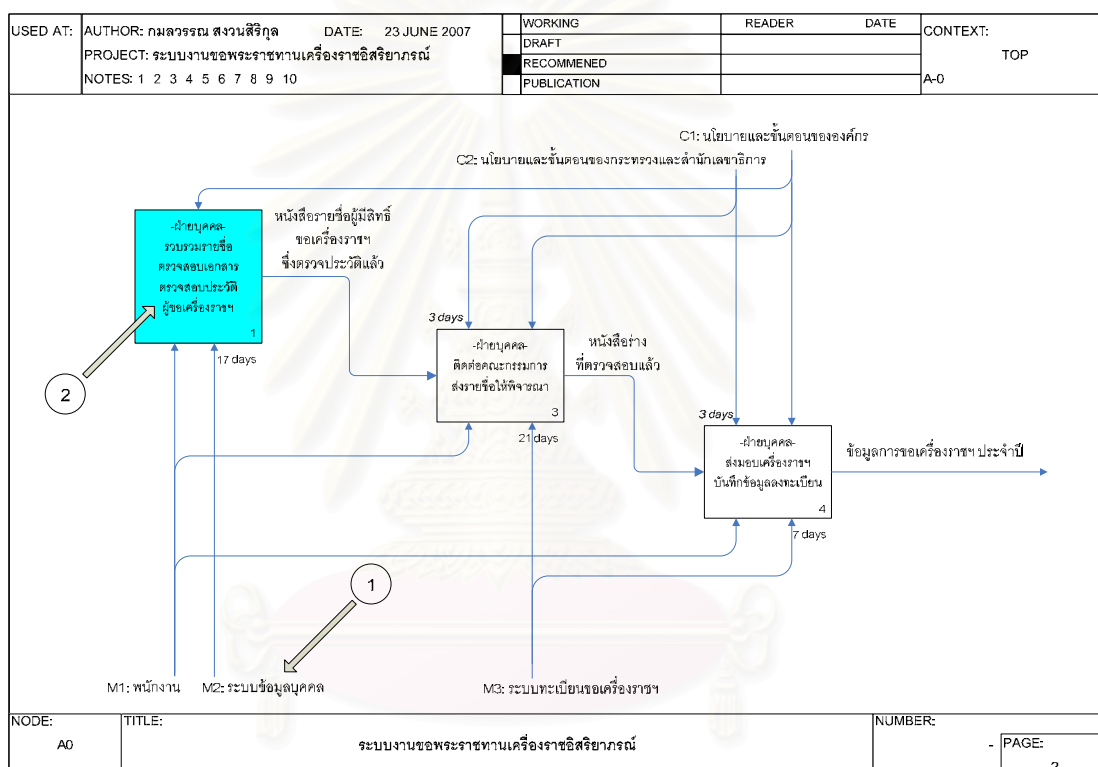 USED AT:
AUTHOR: กมลวรรณ สงวนสิริกุล DATE: 23 JUNE 2007
PROJECT: ระบบงานขอพระราชทานเครื่องราชอิสริยาภรณ์
NOTES: 1 2 3 4 5 6 7 8 9 10
WORKING
DRAFT
RECOMMENED
PUBLICATION
READER DATE
CONTEXT:
TOP
A-0
C1: นโยบายและขั้นตอนขององค์กร
C2: นโยบายและขั้นตอนของกระทรวงและสำนักเลขาธิการ
-ฝ่ายบุคคล-
รวบรวมรายชื่อ
ตรวจสอบเอกสาร
ตรวจสอบประวัติ
ผู้ขอเครื่องราชฯ
1
17 days
2
หนังสือรายชื่อผู้มีสิทธิ์
ขอเครื่องราชฯ
ซึ่งตรวจประวัติแล้ว
3 days
-ฝ่ายบุคคล-
ติดต่อคณะกรรมการ
ส่งรายชื่อให้พิจารณา
3
21 days
หนังสือร่าง
ที่ตรวจสอบแล้ว
3 days
-ฝ่ายบุคคล-
ส่งมอบเครื่องราชฯ
บันทึกข้อมูลลงทะเบียน
4
7 days
ข้อมูลการขอเครื่องราชฯ ประจำปี
1
M1: พนักงาน
M2: ระบบข้อมูลบุคคล
M3: ระบบทะเบียนขอเครื่องราชฯ
NODE:
A0
TITLE:
ระบบงานขอพระราชทานเครื่องราชอิสริยาภรณ์
NUMBER:
-
PAGE:
2